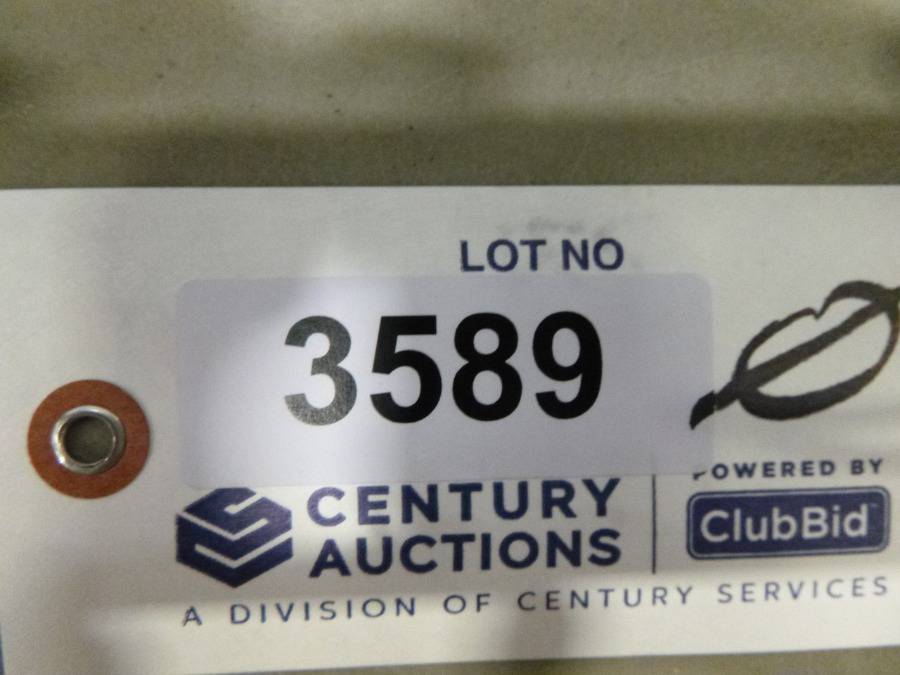 LOT NO
3589
CENTURY
AUCTIONS
POWERED BY
ClubBid
A DIVISION OF CENTURY SERVICES